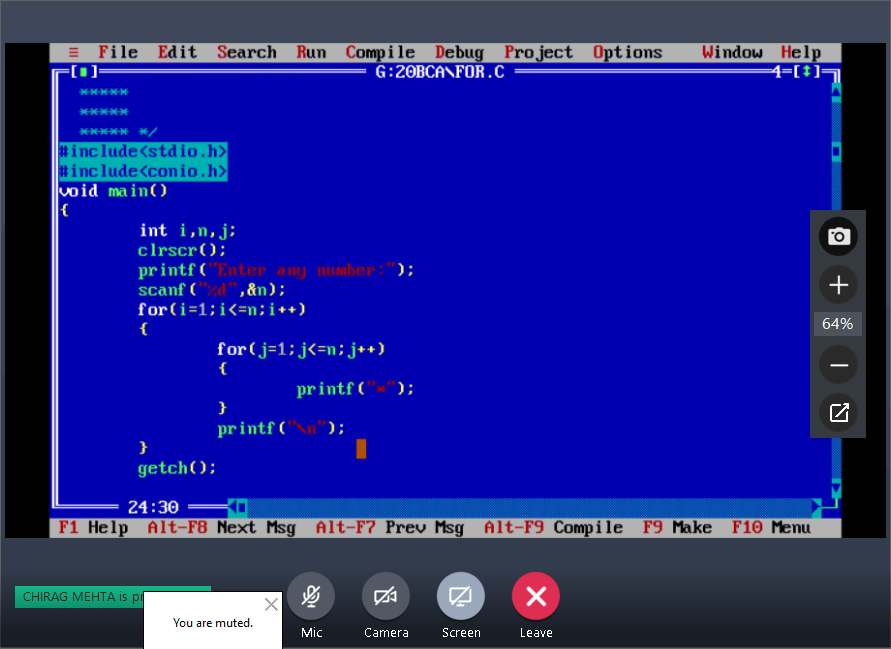 ≡ File Edit Search Run Compile Debug Project Options Window Help
[■] G:20BCA\FOR.C 4=[↕]
*****
*****
***** */
#include<stdio.h>
#include<conio.h>
void main()
{
int i,n,j;
clrscr();
printf("Enter any number:");
scanf("%d",&n);
for(i=1;i<=n;i++)
{
for(j=1;j<=n;j++)
{
printf("*");
}
printf("\n");
}
getch();
24:30
F1 Help Alt-F8 Next Msg Alt-F7 Prev Msg Alt-F9 Compile F9 Make F10 Menu
64%
CHIRAG MEHTA is
You are muted.
Mic Camera Screen Leave